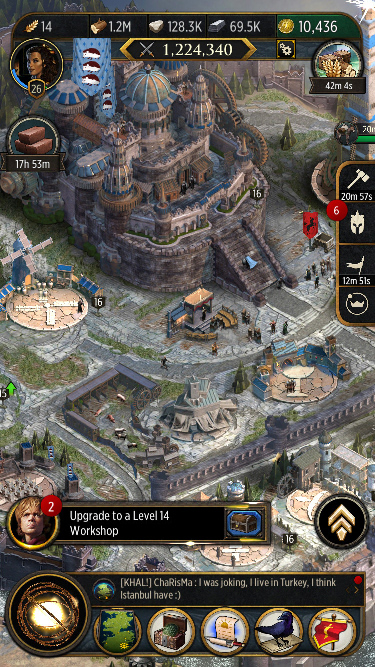 14
1.2M
128.3K
69.5K
10,436
1,224,340
26
42m 4s
17h 53m
16
20m 57s
6
12m 51s
16
2
Upgrade to a Level 14
Workshop
16
[KHAL!] ChaRisMa : I was joking, I live in Turkey, I think
Istanbul have :)